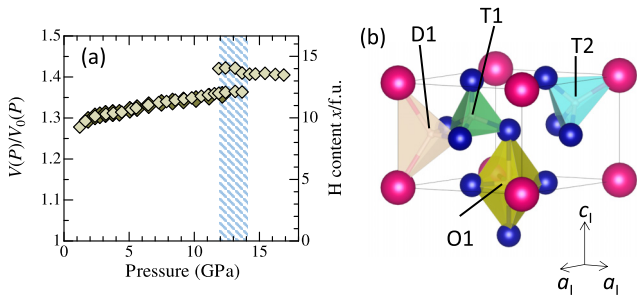 (a)
1.5
1.4
1.3
1.2
1.1
1
V(P)/V0(P)
0
5
10
15
Pressure (GPa)
15
10
5
0
H content x/f.u.
(b)
D1
T1
T2
O1
cI
aI
aI